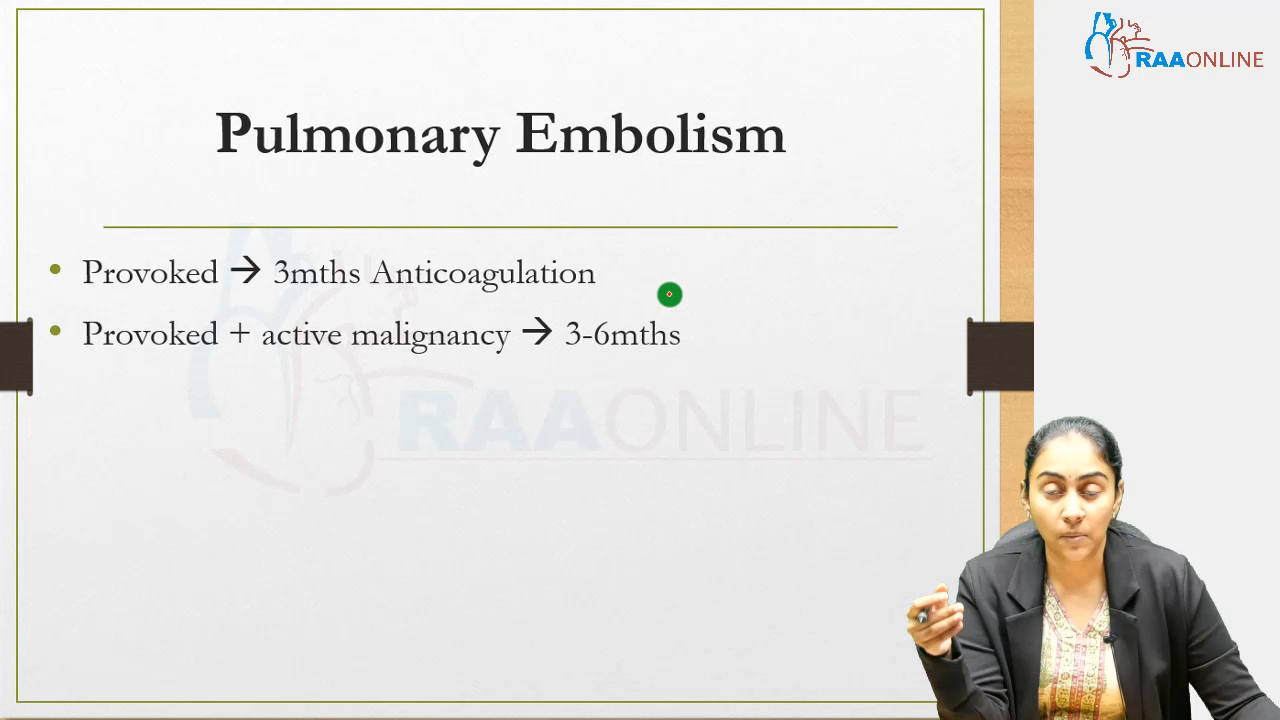 RAAONLINE
Pulmonary Embolism
• Provoked → 3mths Anticoagulation
• Provoked + active malignancy → 3-6mths
RAAONLINE